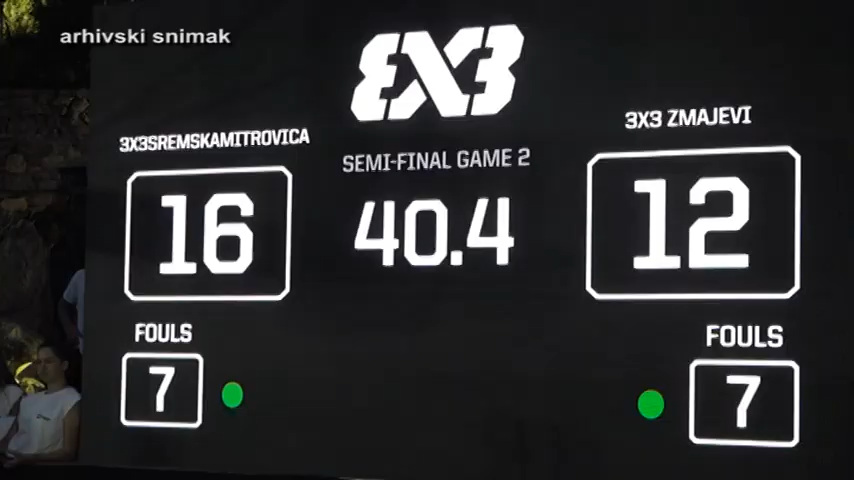 arhivski snimak
3X3
3X3SREMSKAMITROVICA
3X3 ZMAJEVI
SEMI-FINAL GAME 2
16
40.4
12
FOULS
FOULS
7
7